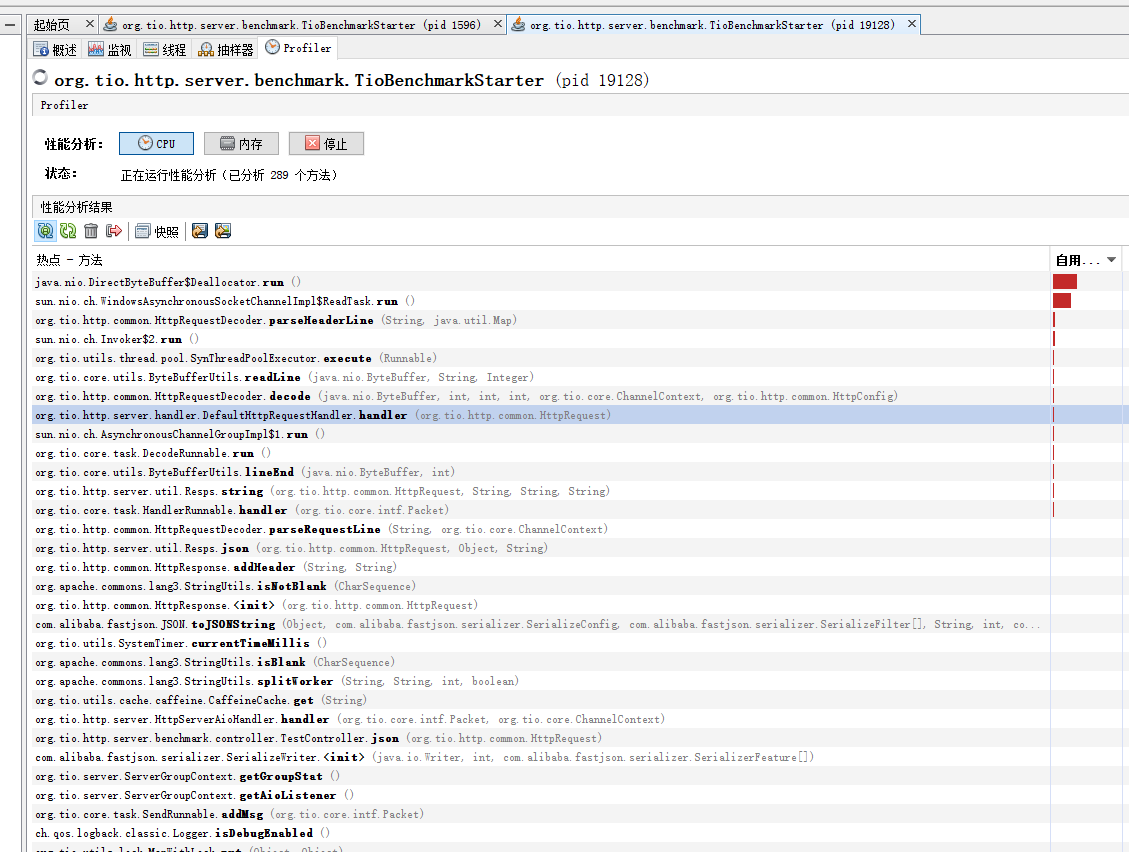 起始页 × org.tio.http.server.benchmark.TioBenchmarkStarter (pid 1596) × org.tio.http.server.benchmark.TioBenchmarkStarter (pid 19128) ×
概述 监视 线程 抽样器 Profiler
org.tio.http.server.benchmark.TioBenchmarkStarter (pid 19128)
Profiler
性能分析: CPU 内存 停止
状态: 正在运行性能分析（已分析 289 个方法）
性能分析结果
快照
热点 - 方法 自用...
java.nio.DirectByteBuffer$Deallocator.run ()
sun.nio.ch.WindowsAsynchronousSocketChannelImpl$ReadTask.run ()
org.tio.http.common.HttpRequestDecoder.parseHeaderLine (String, java.util.Map)
sun.nio.ch.Invoker$2.run ()
org.tio.utils.thread.pool.SynThreadPoolExecutor.execute (Runnable)
org.tio.core.utils.ByteBufferUtils.readLine (java.nio.ByteBuffer, String, Integer)
org.tio.http.common.HttpRequestDecoder.decode (java.nio.ByteBuffer, int, int, int, org.tio.core.ChannelContext, org.tio.http.common.HttpConfig)
org.tio.http.server.handler.DefaultHttpRequestHandler.handler (org.tio.http.common.HttpRequest)
sun.nio.ch.AsynchronousChannelGroupImpl$1.run ()
org.tio.core.task.DecodeRunnable.run ()
org.tio.core.utils.ByteBufferUtils.lineEnd (java.nio.ByteBuffer, int)
org.tio.http.server.util.Resps.string (org.tio.http.common.HttpRequest, String, String, String)
org.tio.core.task.HandlerRunnable.handler (org.tio.core.intf.Packet)
org.tio.http.common.HttpRequestDecoder.parseRequestLine (String, org.tio.core.ChannelContext)
org.tio.http.server.util.Resps.json (org.tio.http.common.HttpRequest, Object, String)
org.tio.http.common.HttpResponse.addHeader (String, String)
org.apache.commons.lang3.StringUtils.isNotBlank (CharSequence)
org.tio.http.common.HttpResponse.<init> (org.tio.http.common.HttpRequest)
com.alibaba.fastjson.JSON.toJSONString (Object, com.alibaba.fastjson.serializer.SerializeConfig, com.alibaba.fastjson.serializer.SerializeFilter[], String, int, co...
org.tio.utils.SystemTimer.currentTimeMillis ()
org.apache.commons.lang3.StringUtils.isBlank (CharSequence)
org.apache.commons.lang3.StringUtils.splitWorker (String, String, int, boolean)
org.tio.utils.cache.caffeine.CaffeineCache.get (String)
org.tio.http.server.HttpServerAioHandler.handler (org.tio.core.intf.Packet, org.tio.core.ChannelContext)
org.tio.http.server.benchmark.controller.TestController.json (org.tio.http.common.HttpRequest)
com.alibaba.fastjson.serializer.SerializeWriter.<init> (java.io.Writer, int, com.alibaba.fastjson.serializer.SerializerFeature[])
org.tio.server.ServerGroupContext.getGroupStat ()
org.tio.server.ServerGroupContext.getAioListener ()
org.tio.core.task.SendRunnable.addMsg (org.tio.core.intf.Packet)
ch.qos.logback.classic.Logger.isDebugEnabled ()